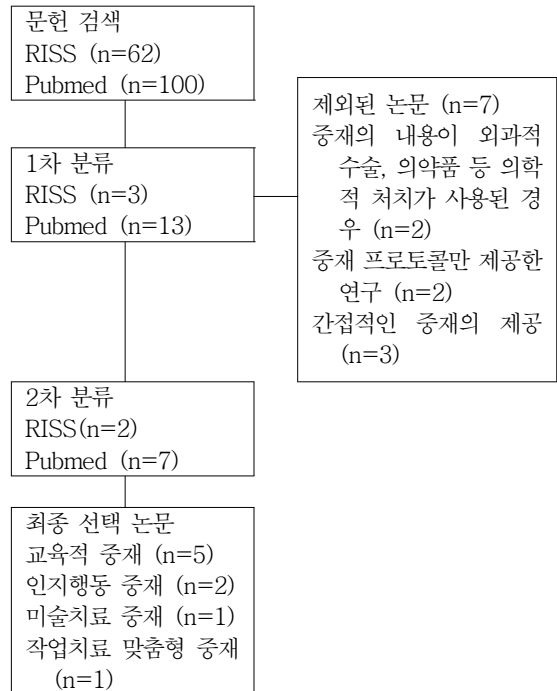 문헌 검색
RISS (n=62)
Pubmed (n=100)
1차 분류
RISS (n=3)
Pubmed (n=13)
제외된 논문 (n=7)
중재의 내용이 외과적
수술, 의약품 등 의학
적 처치가 사용된 경
우 (n=2)
중재 프로토콜만 제공한
연구 (n=2)
간접적인 중재의 제공
(n=3)
2차 분류
RISS(n=2)
Pubmed (n=7)
최종 선택 논문
교육적 중재 (n=5)
인지행동 중재 (n=2)
미술치료 중재 (n=1)
작업치료 맞춤형 중재
(n=1)